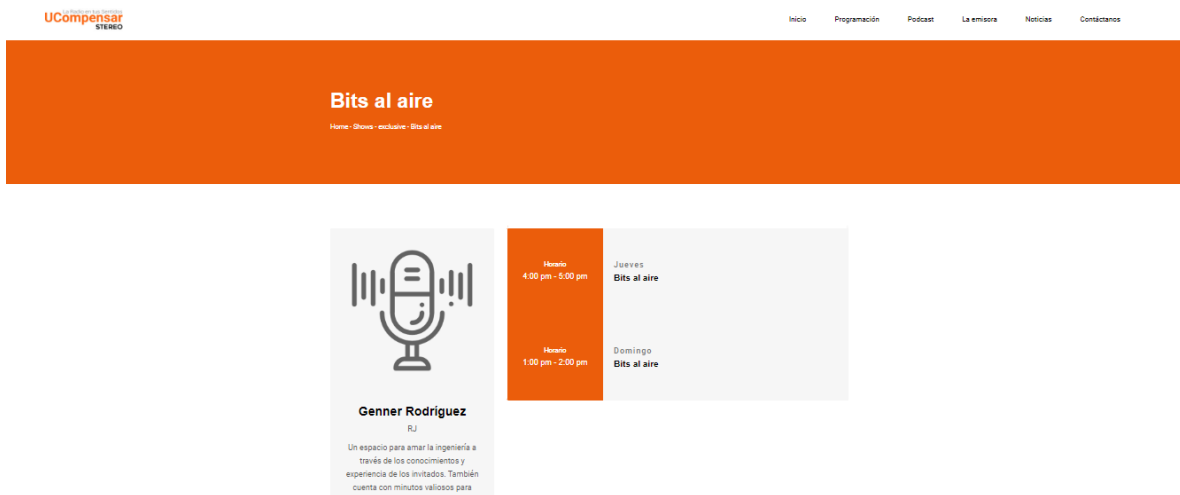 La Radio en tus Sentidos
UCompensar
STEREO
Inicio Programación Podcast La emisora Noticias Contáctanos
Bits al aire
Home - Shows - exclusive - Bits al aire
Horario
4:00 pm - 5:00 pm
Jueves
Bits al aire
Horario
1:00 pm - 2:00 pm
Domingo
Bits al aire
Genner Rodríguez
RJ
Un espacio para amar la ingeniería a
través de los conocimientos y
experiencia de los invitados. También
cuenta con minutos valiosos para